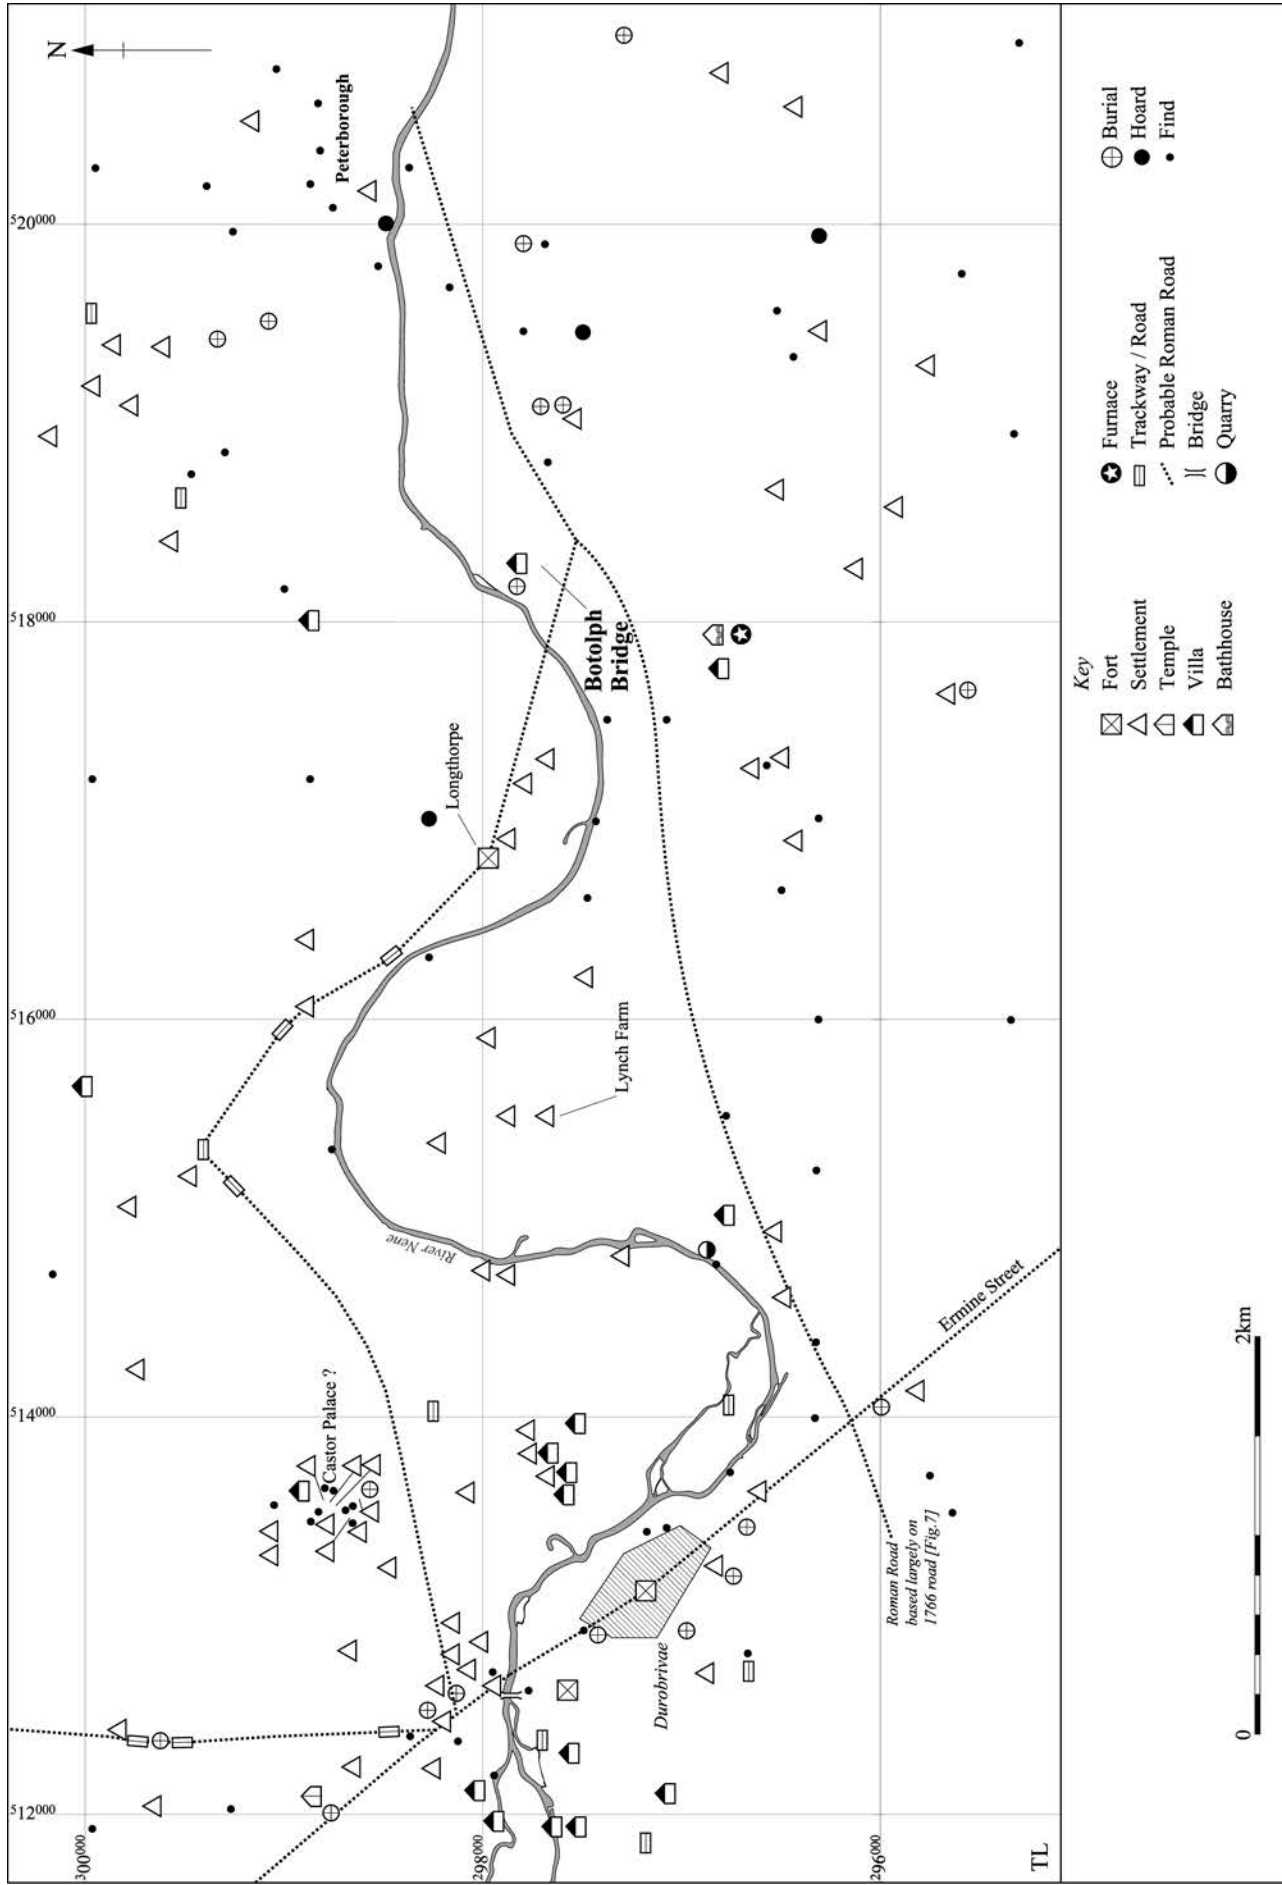 N
Peterborough
520000
518000
516000
514000
512000
300000
298000
296000
TL
Botolph
Bridge
Longthorpe
Lynch Farm
River Nene
Castor Palace ?
Ermine Street
Durobrivae
Roman Road
based largely on
1766 road [Fig.7]
Key
Fort
Settlement
Temple
Villa
Bathhouse
Furnace
Trackway / Road
Probable Roman Road
Bridge
Quarry
Burial
Hoard
Find
0
2km